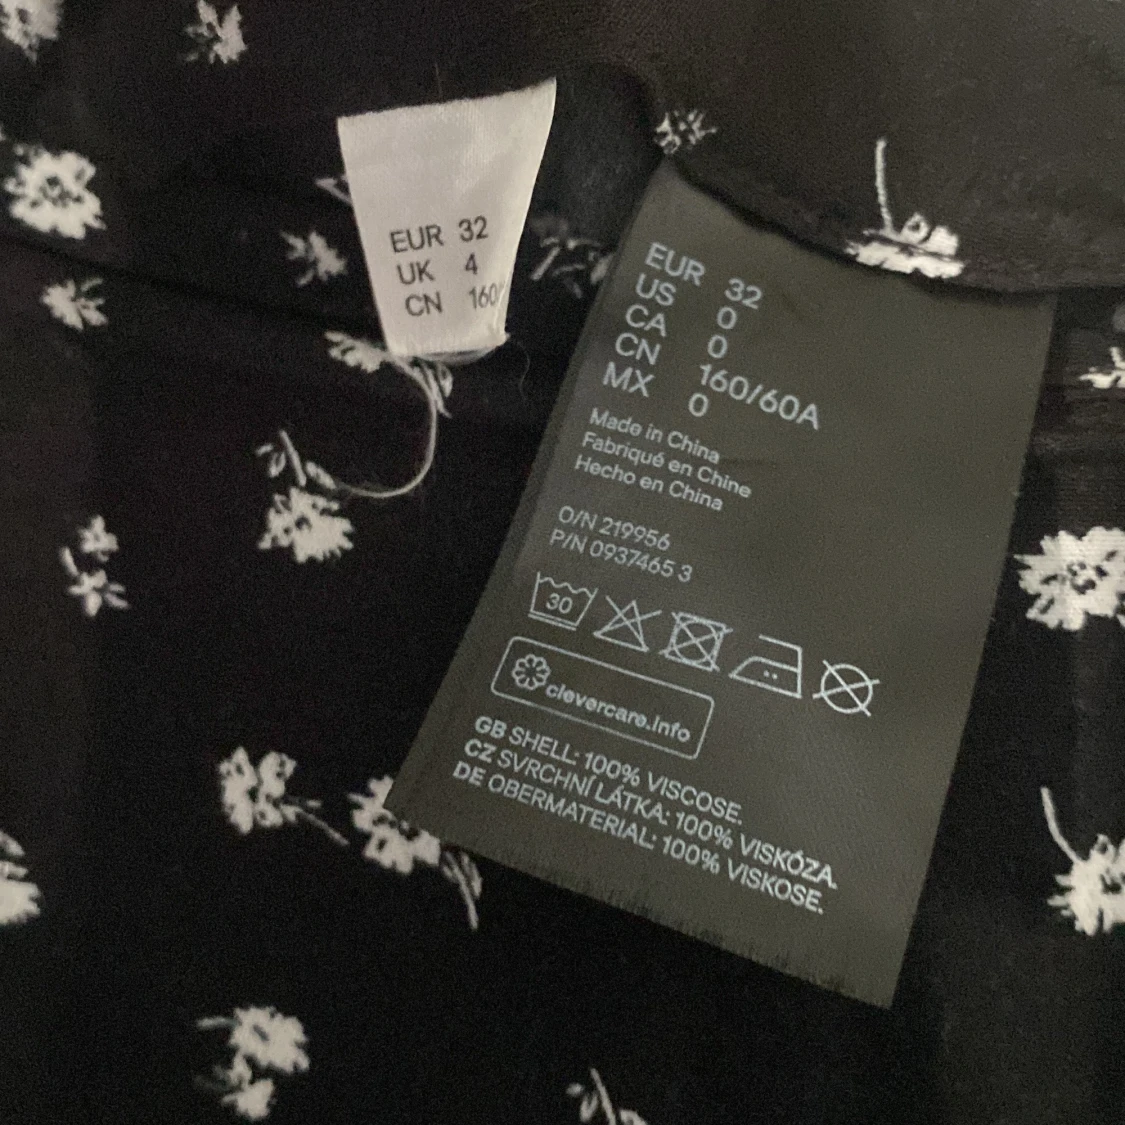 EUR 32
UK 4
CN 160/
EUR 32
US 0
CA 0
CN 160/60A
MX 0
Made in China
Fabriqué en Chine
Hecho en China
O/N 219956
P/N 0937465 3
30
clevercare.info
GB SHELL: 100% VISCOSE.
CZ SVRCHNÍ LÁTKA: 100% VISKÓZA.
DE OBERMATERIAL: 100% VISKOSE.